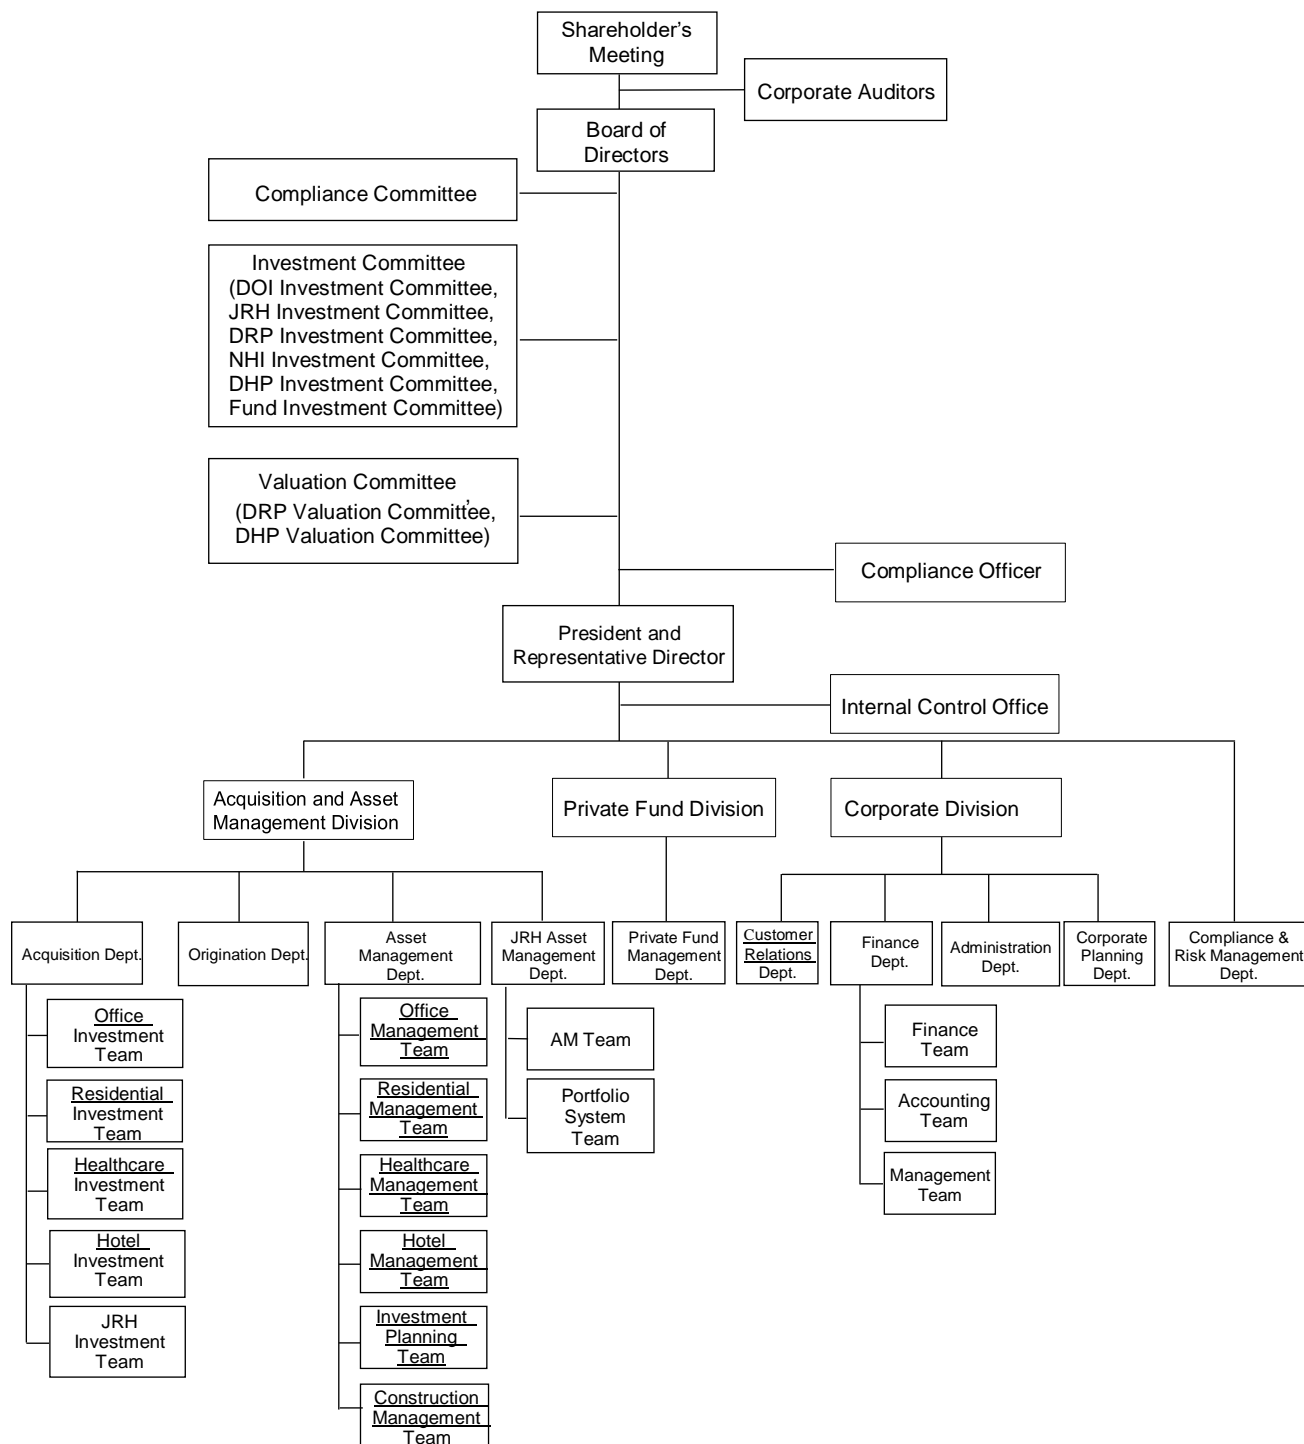 Shareholder's
Meeting
Corporate Auditors
Board of
Directors
Compliance Committee
Investment Committee
(DOI Investment Committee,
JRH Investment Committee,
DRP Investment Committee,
NHI Investment Committee,
DHP Investment Committee,
Fund Investment Committee)
Valuation Committee
(DRP Valuation Committee,
DHP Valuation Committee)
Compliance Officer
President and
Representative Director
Internal Control Office
Acquisition and Asset
Management Division
Private Fund Division
Corporate Division
Acquisition Dept.
Origination Dept.
Asset
Management
Dept.
JRH Asset
Management
Dept.
Private Fund
Management
Dept.
Customer
Relations
Dept.
Finance
Dept.
Administration
Dept.
Corporate
Planning
Dept.
Compliance &
Risk Management
Dept.
Office
Investment
Team
Residential
Investment
Team
Healthcare
Investment
Team
Hotel
Investment
Team
JRH
Investment
Team
Office
Management
Team
Residential
Management
Team
Healthcare
Management
Team
Hotel
Management
Team
Investment
Planning
Team
Construction
Management
Team
AM Team
Portfolio
System
Team
Finance
Team
Accounting
Team
Management
Team